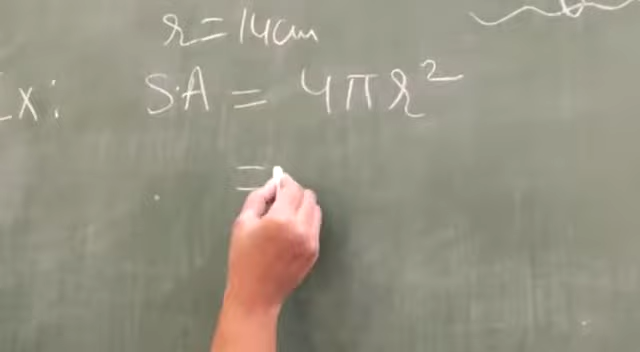 r = 14cm
Ex: S.A = 4πr²
=